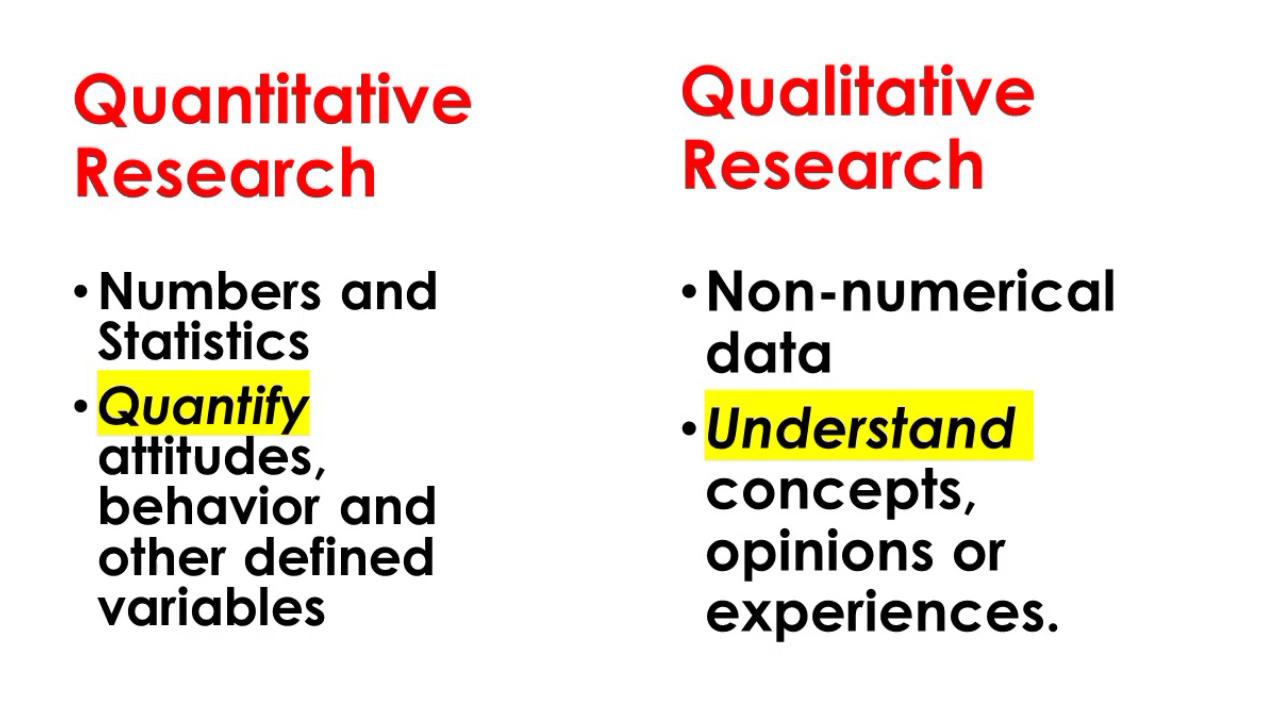 Quantitative
Research
• Numbers and
Statistics
• Quantify
attitudes,
behavior and
other defined
variables
Qualitative
Research
• Non-numerical
data
• Understand
concepts,
opinions or
experiences.